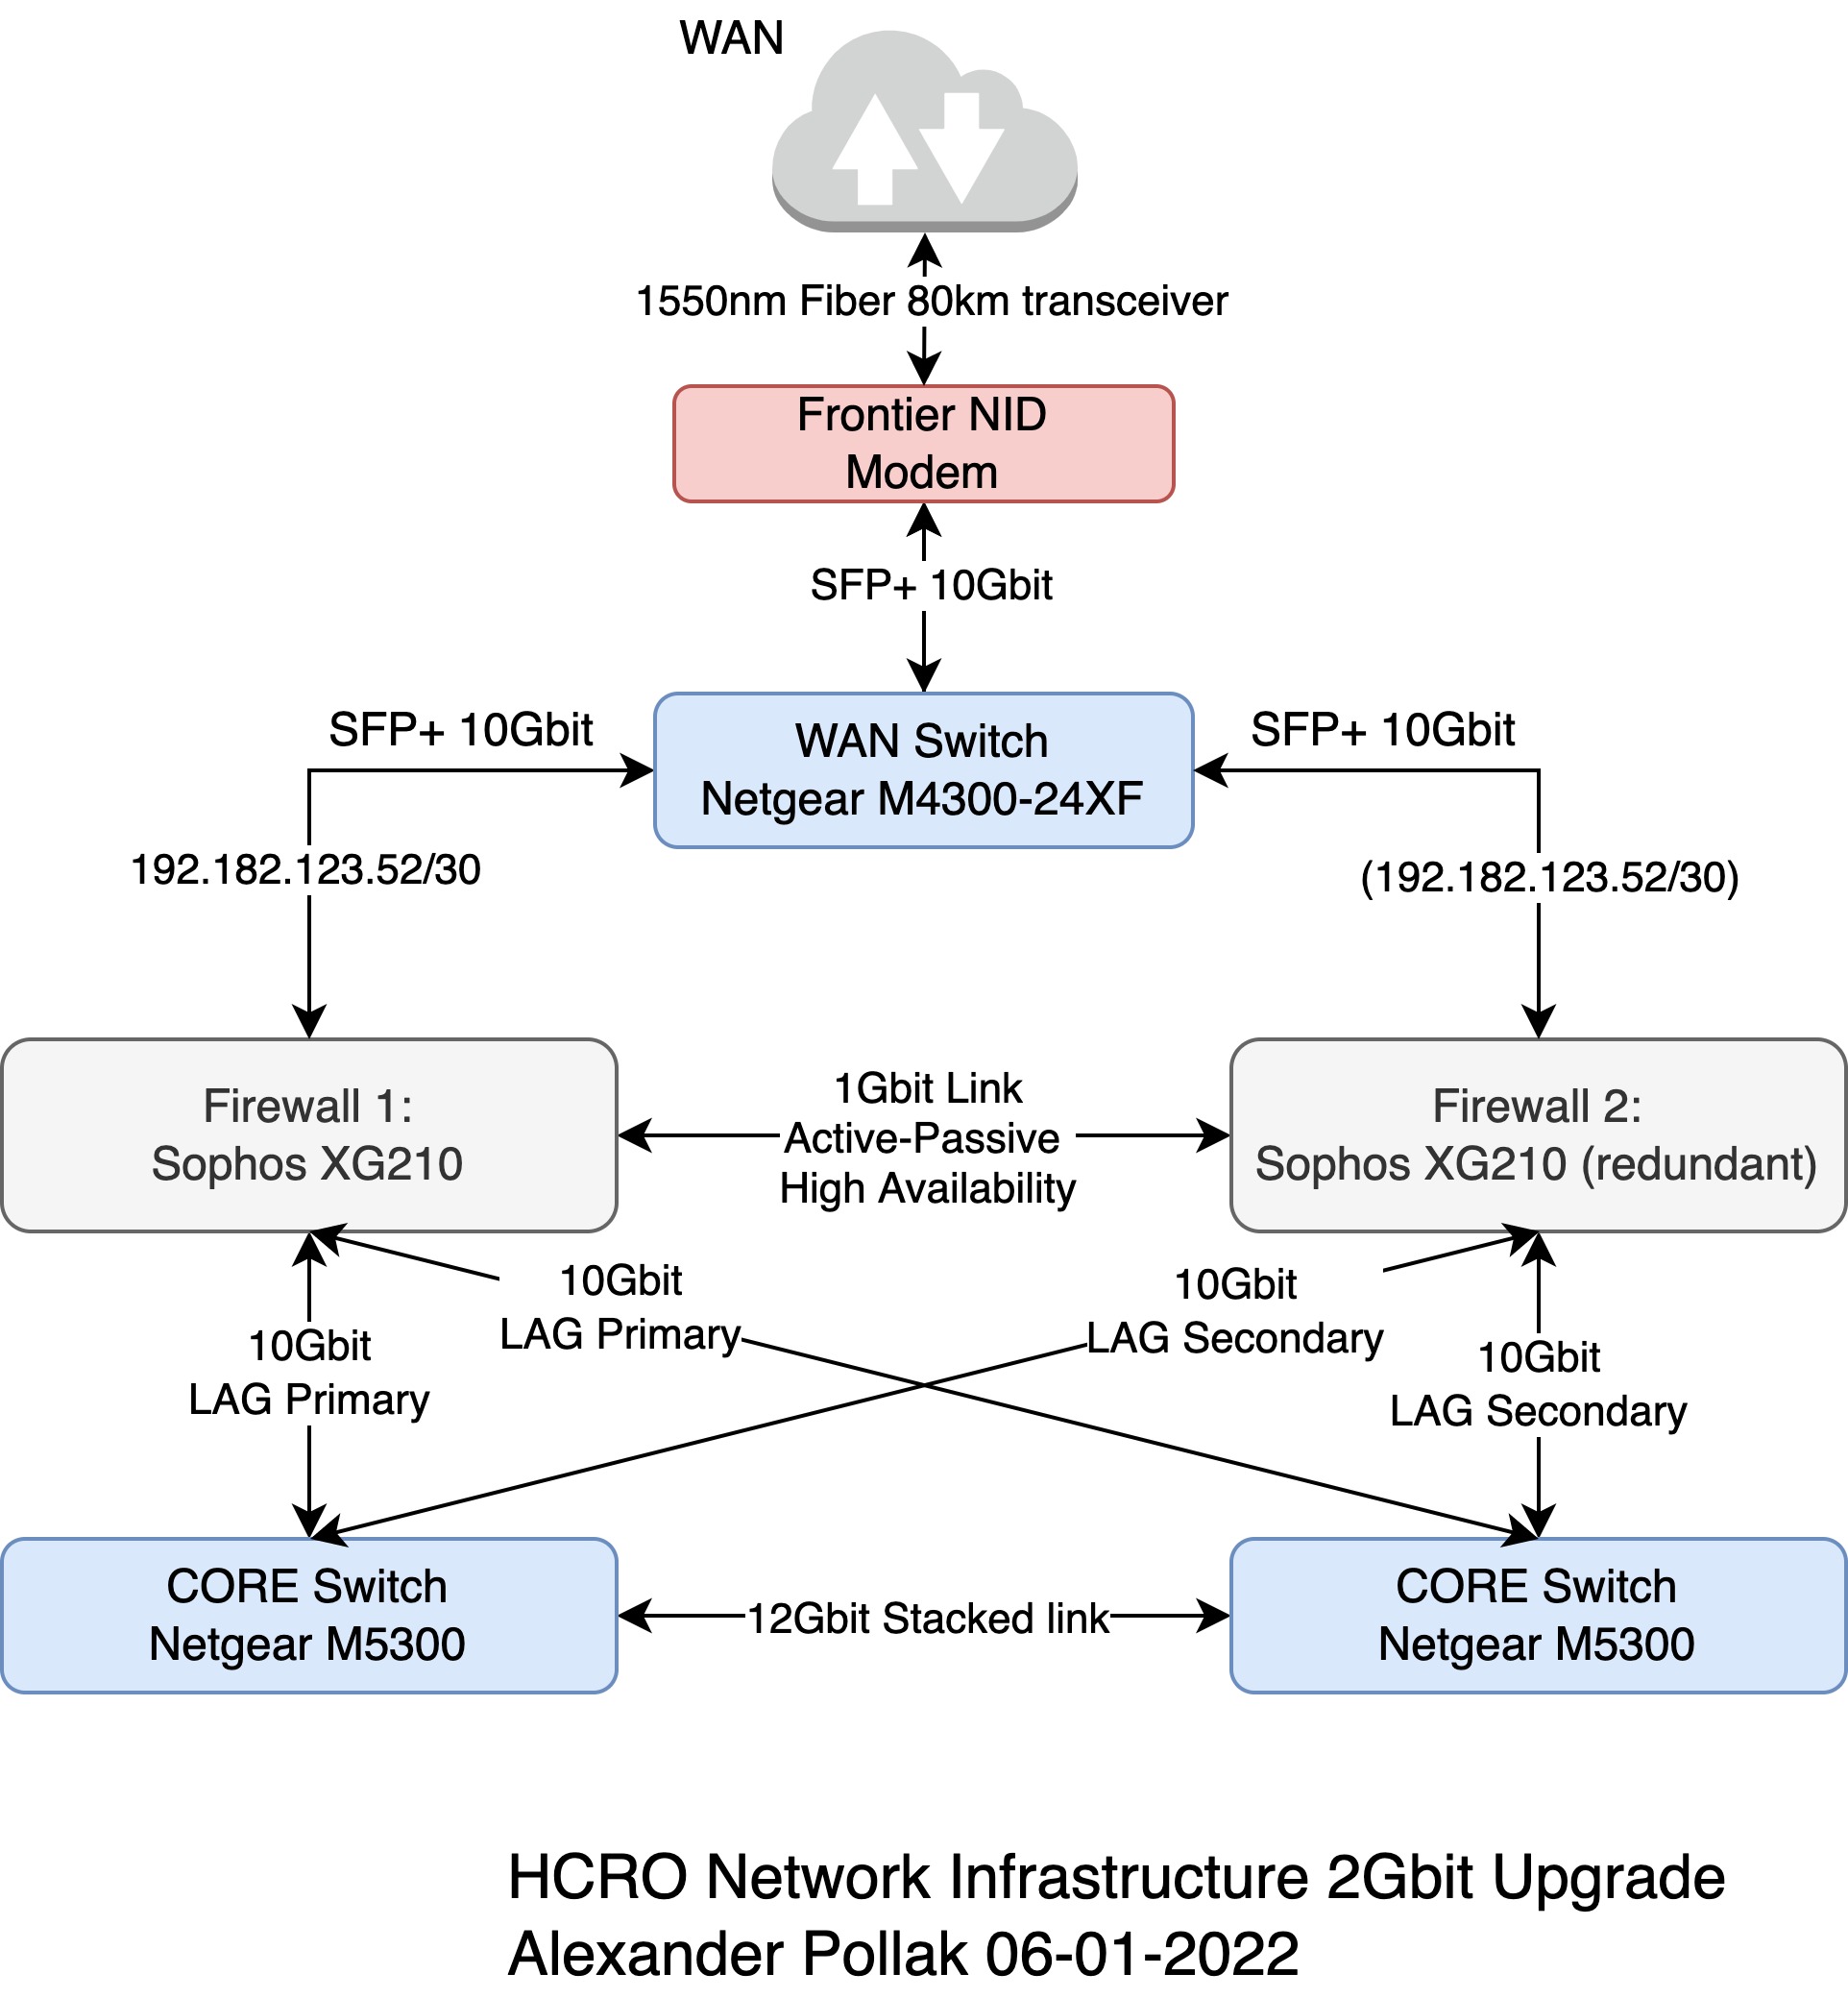 WAN
1550nm Fiber 80km transceiver
Frontier NID
Modem
SFP+ 10Gbit
SFP+ 10Gbit
WAN Switch
Netgear M4300-24XF
SFP+ 10Gbit
192.182.123.52/30
(192.182.123.52/30)
Firewall 1:
Sophos XG210
1Gbit Link
Active-Passive
High Availability
Firewall 2:
Sophos XG210 (redundant)
10Gbit
LAG Primary
10Gbit
LAG Primary
10Gbit
LAG Secondary
10Gbit
LAG Secondary
CORE Switch
Netgear M5300
12Gbit Stacked link
CORE Switch
Netgear M5300
HCRO Network Infrastructure 2Gbit Upgrade
Alexander Pollak 06-01-2022